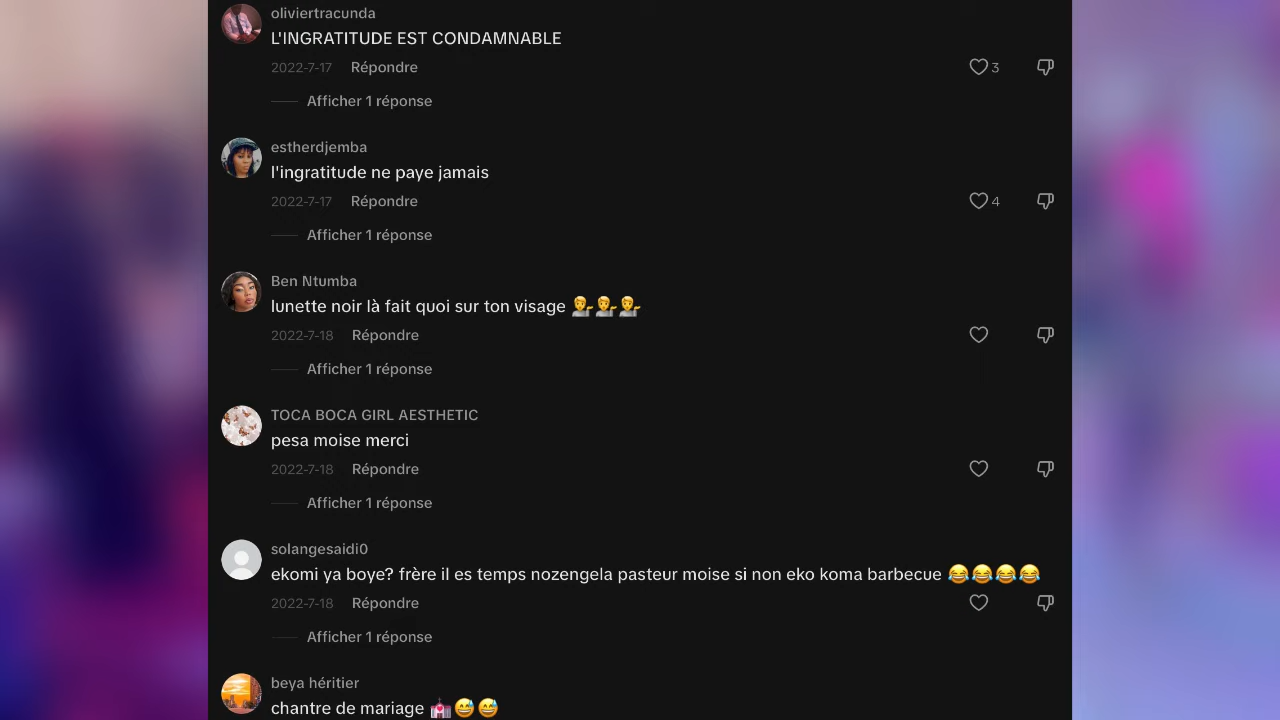 oliviertracunda
L'INGRATITUDE EST CONDAMNABLE
2022-7-17 Répondre 3
Afficher 1 réponse
estherdjemba
l'ingratitude ne paye jamais
2022-7-17 Répondre 4
Afficher 1 réponse
Ben Ntumba
lunette noir là fait quoi sur ton visage 💁‍♂️💁‍♂️💁‍♂️
2022-7-18 Répondre
Afficher 1 réponse
TOCA BOCA GIRL AESTHETIC
pesa moise merci
2022-7-18 Répondre
Afficher 1 réponse
solangesaidi0
ekomi ya boye? frère il es temps nozengela pasteur moise si non eko koma barbecue 😂😂😂😂
2022-7-18 Répondre
Afficher 1 réponse
beya héritier
chantre de mariage 💒😅😅